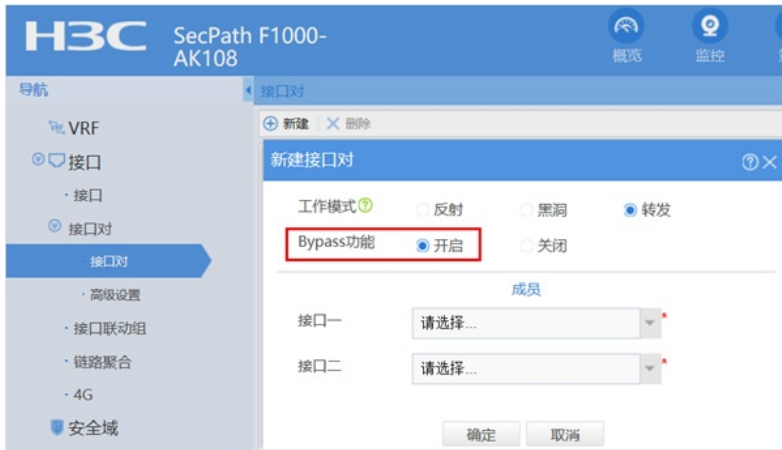 H3C SecPath F1000-
AK108
概览 监控
导航 接口对
VRF
新建 删除
接口
新建接口对
接口
工作模式 反射 黑洞 转发
接口对
Bypass功能 开启 关闭
接口对
高级设置
成员
接口联动组
接口一 请选择... *
链路聚合
接口二 请选择... *
4G
安全域
确定 取消